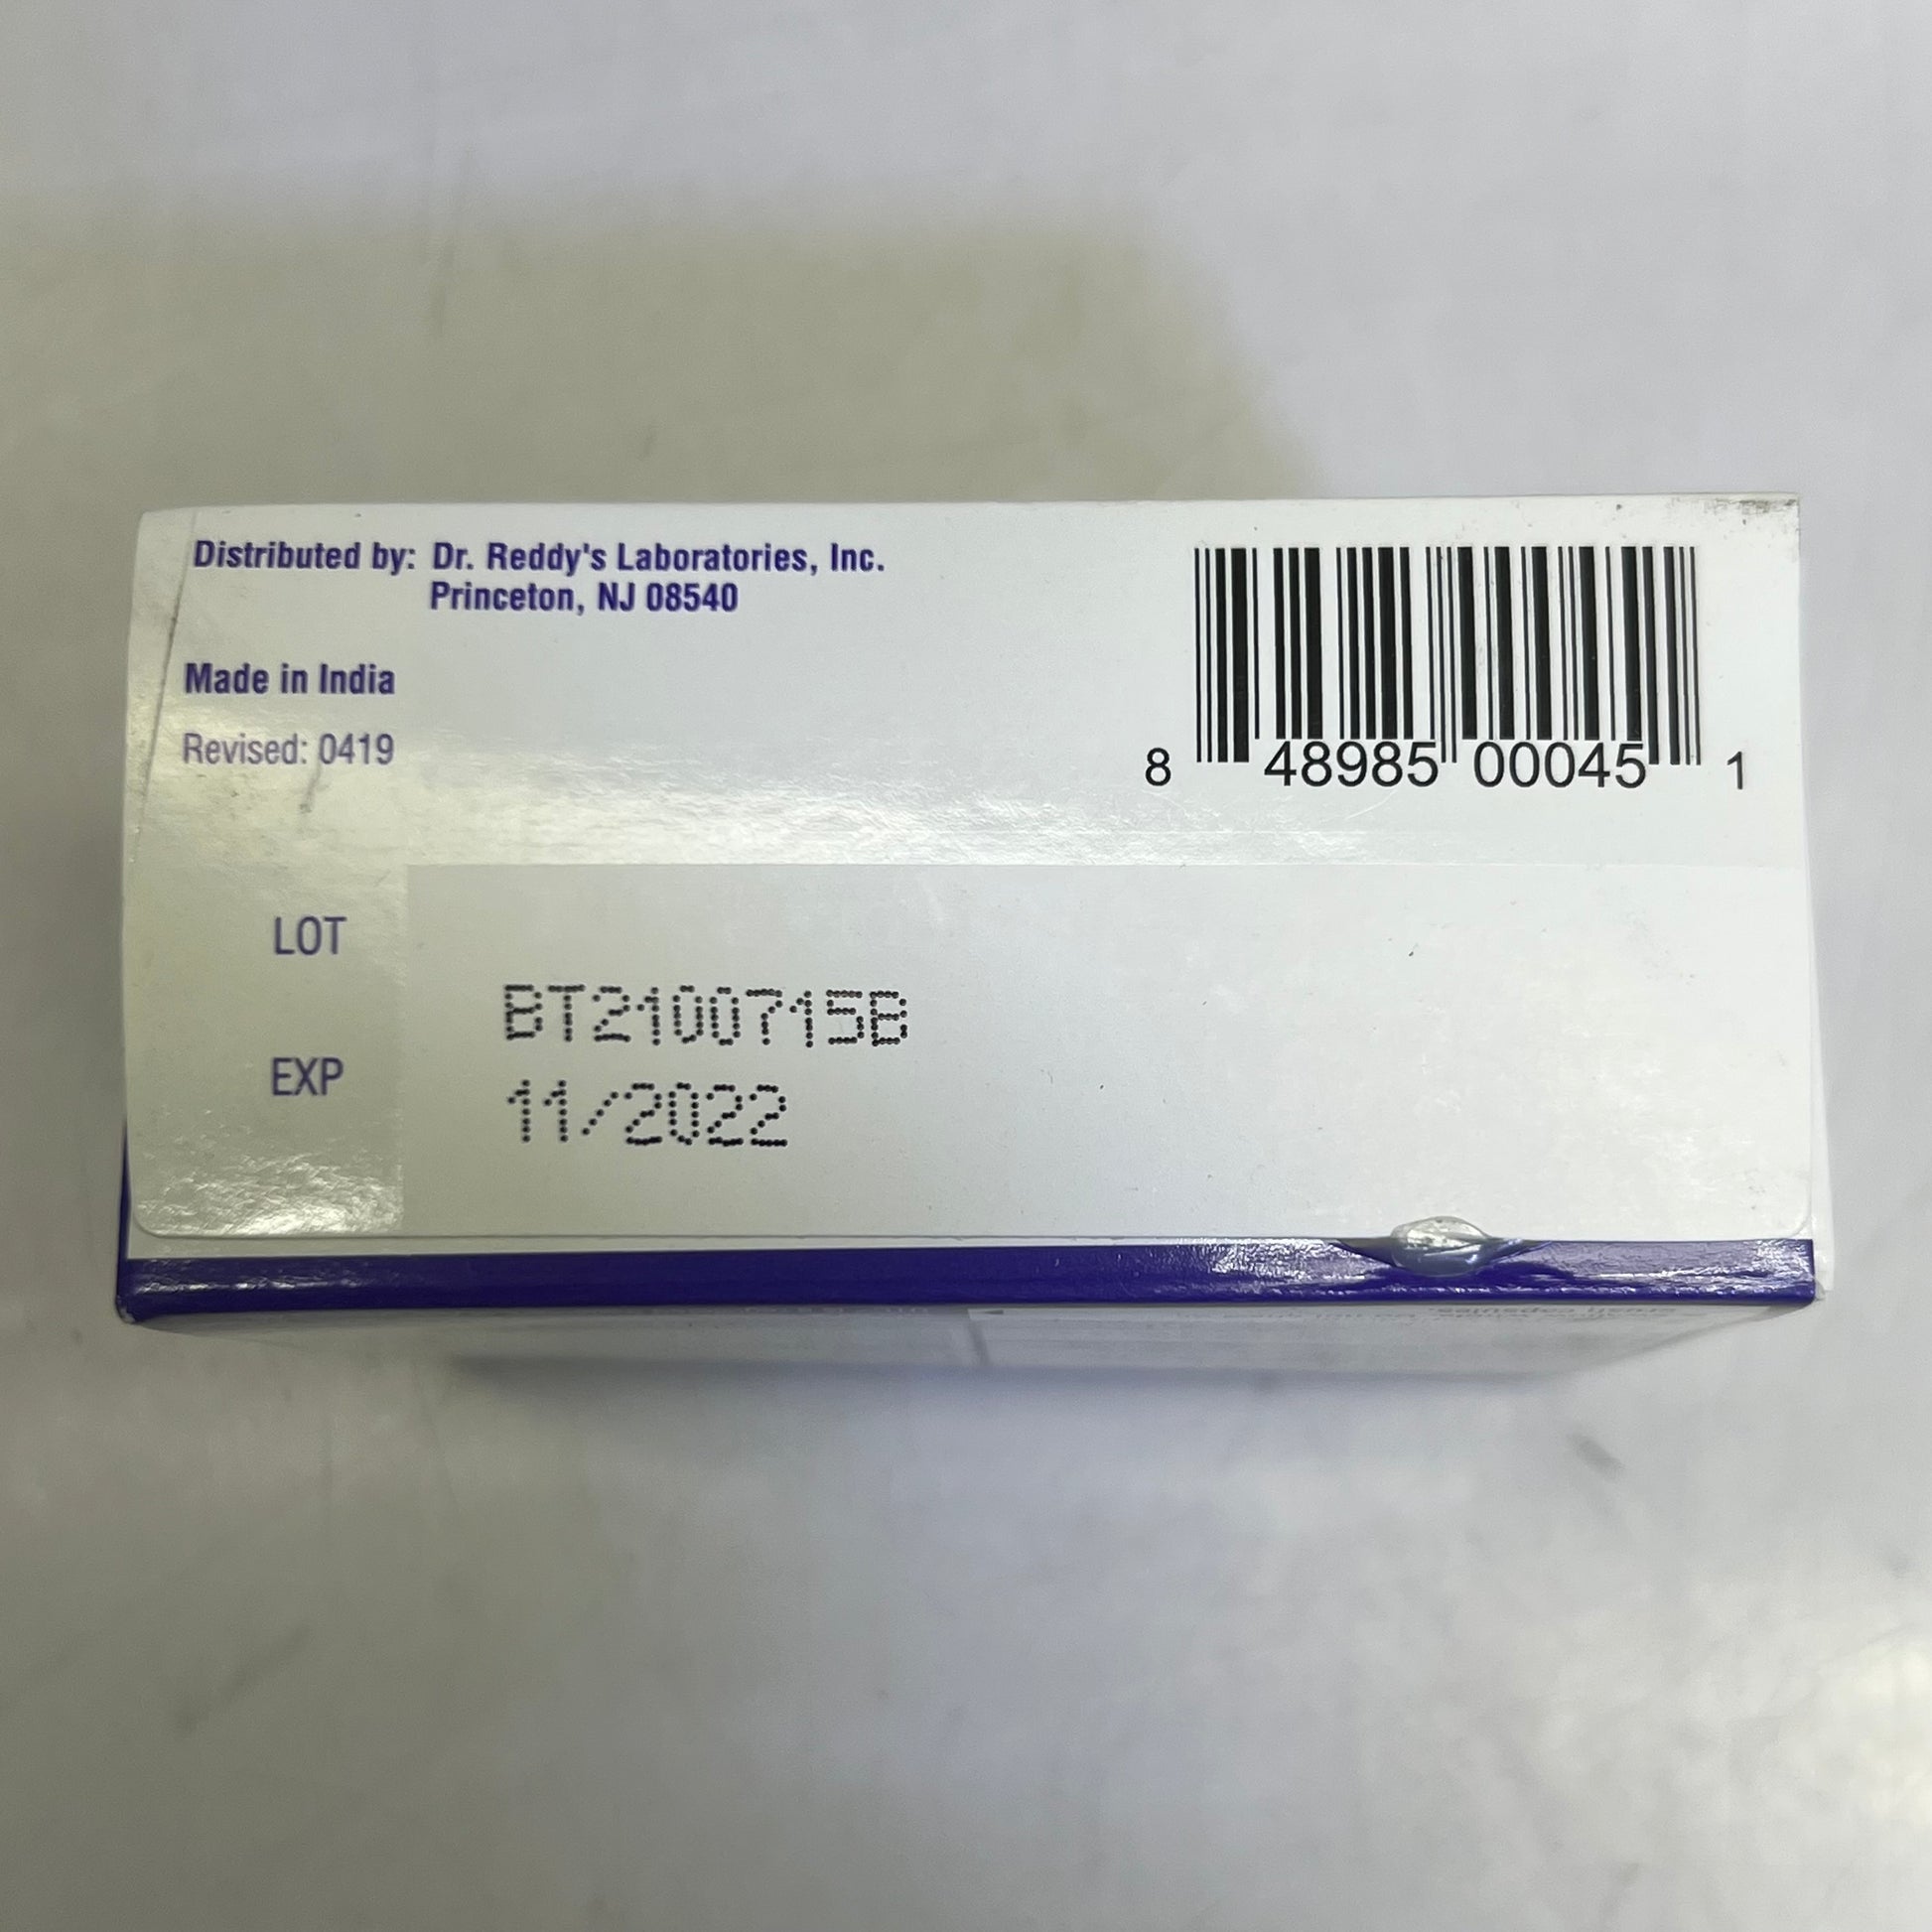 Distributed by: Dr. Reddy's Laboratories, Inc.
Princeton, NJ 08540
Made in India
Revised: 0419
8 48985 00045 1
LOT
BT2100715B
EXP
11/2022